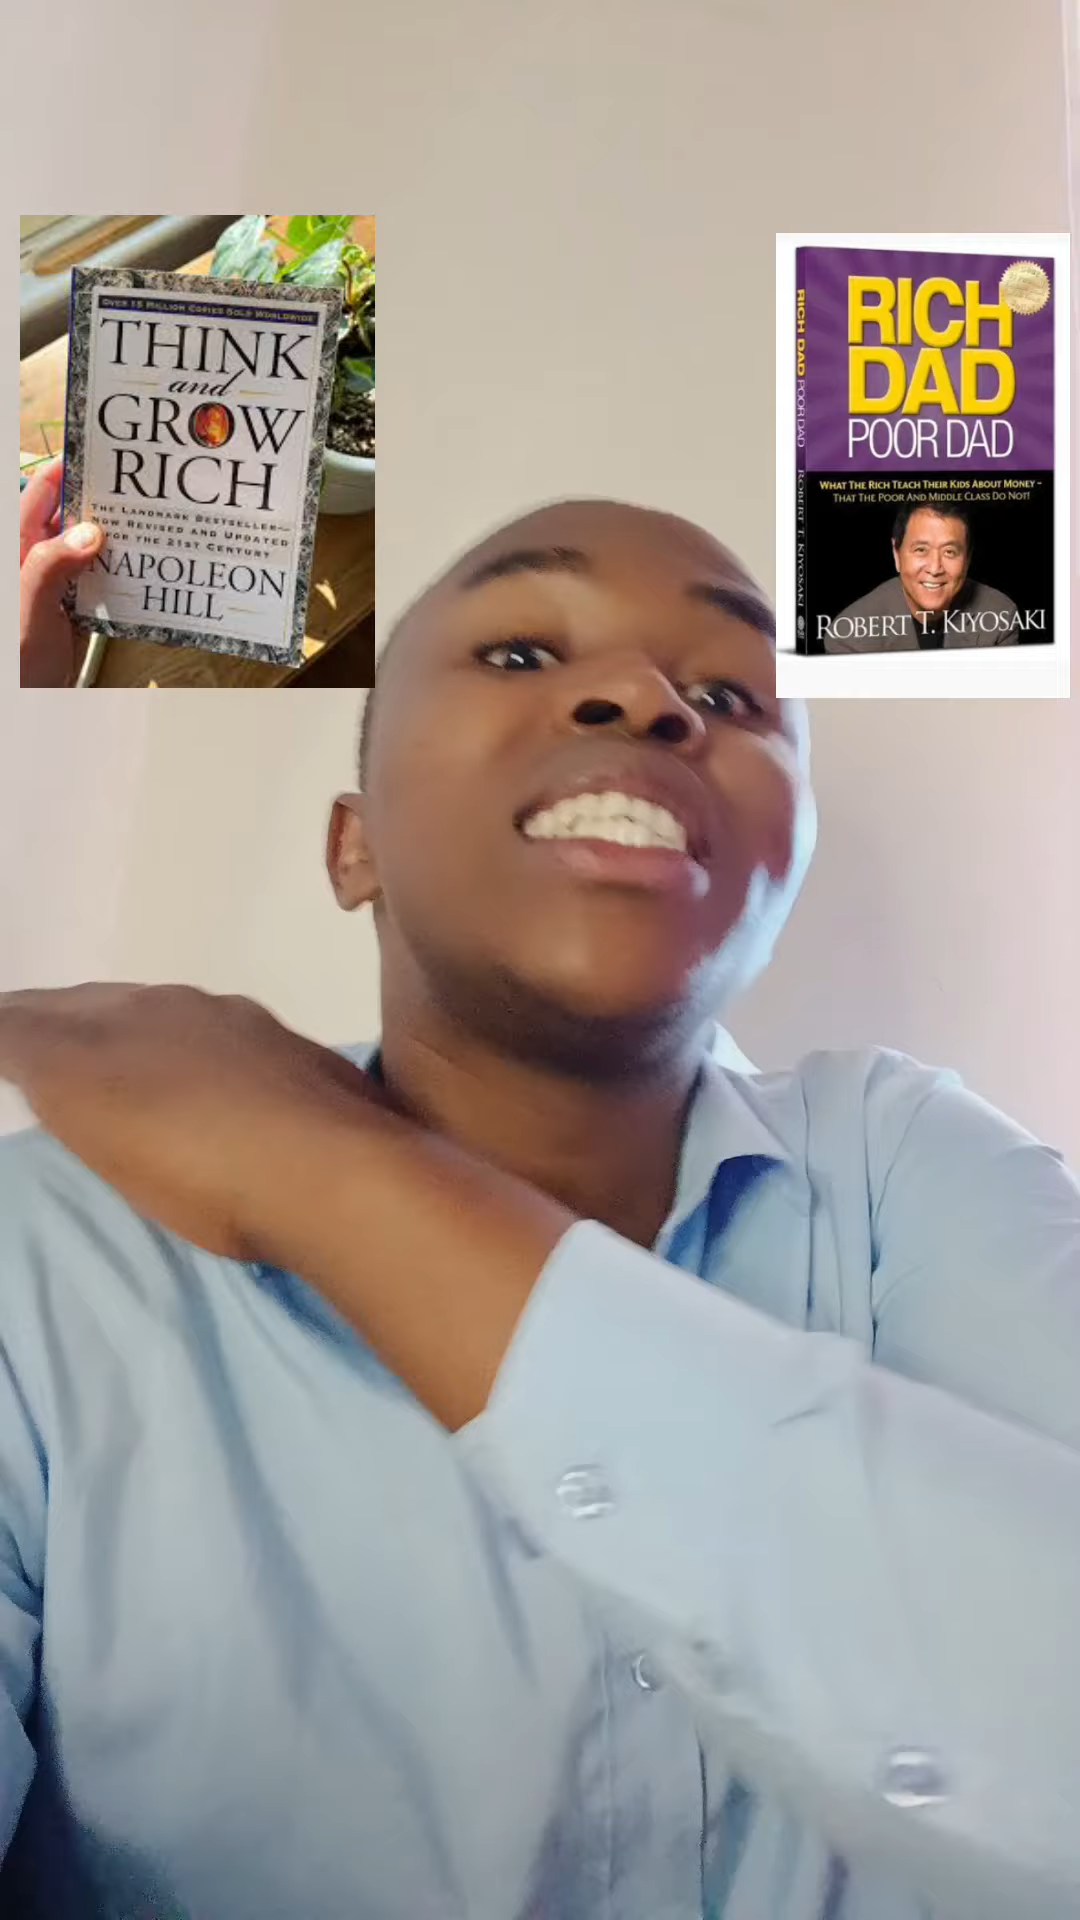 OVER 15 MILLION COPIES SOLD WORLDWIDE
THINK
and
GROW
RICH
THE LANDMARK BESTSELLER—
NOW REVISED AND UPDATED
FOR THE 21ST CENTURY
NAPOLEON
HILL
RICH DAD POOR DAD
ROBERT T. KIYOSAKI
RICH
DAD
POOR DAD
WHAT THE RICH TEACH THEIR KIDS ABOUT MONEY –
THAT THE POOR AND MIDDLE CLASS DO NOT!
ROBERT T. KIYOSAKI